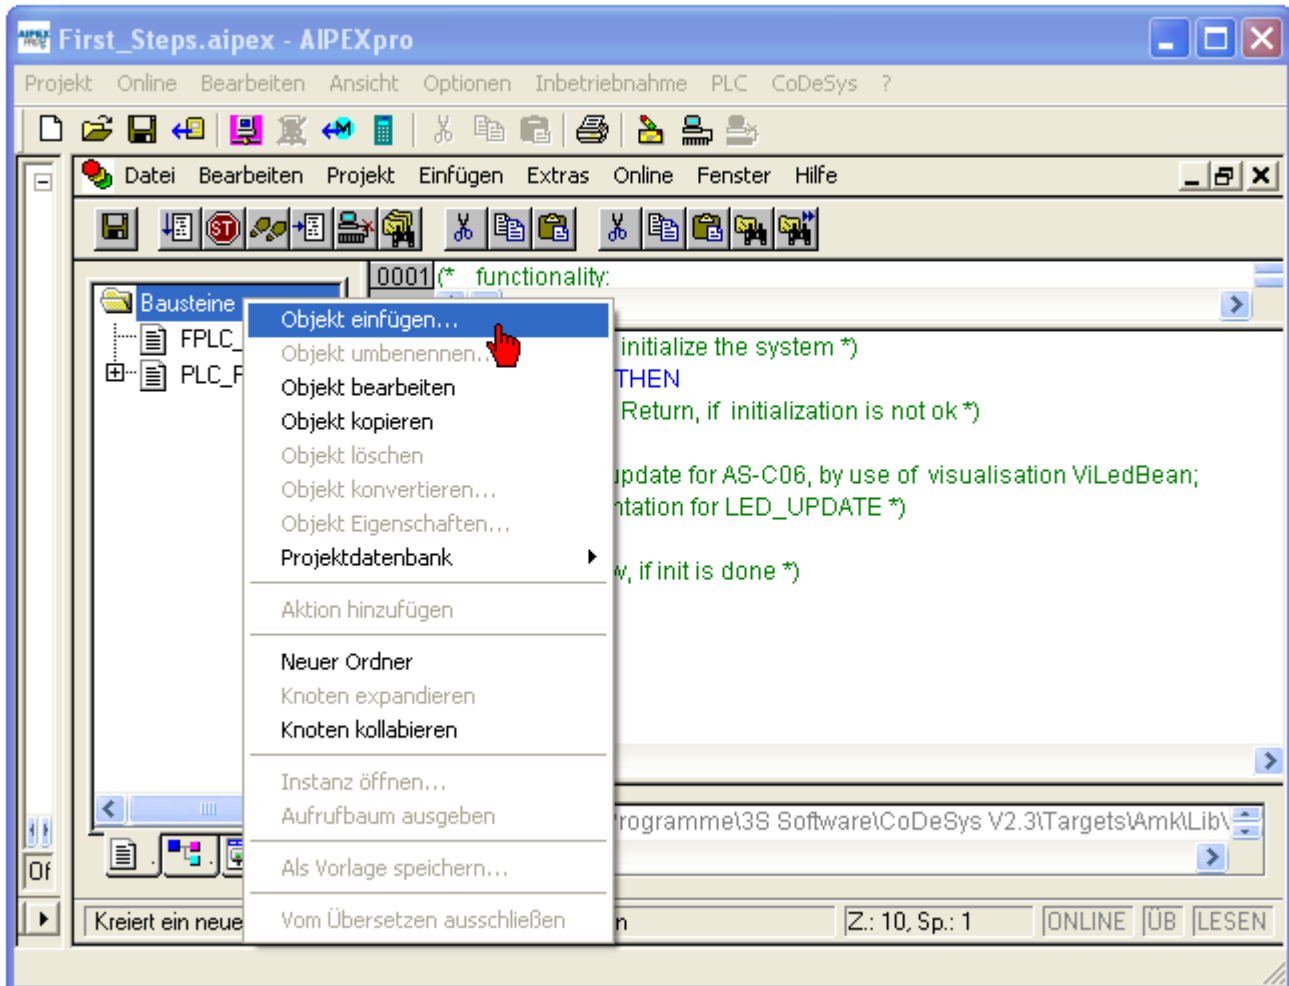 First_Steps.aipex - AIPEXpro
Projekt Online Bearbeiten Ansicht Optionen Inbetriebnahme PLC CoDeSys ?
Datei Bearbeiten Projekt Einfügen Extras Online Fenster Hilfe
0001 (* functionality:
Bausteine
FPLC_
PLC_P
Objekt einfügen...
Objekt umbenennen...
Objekt bearbeiten
Objekt kopieren
Objekt löschen
Objekt konvertieren...
Objekt Eigenschaften...
Projektdatenbank
Aktion hinzufügen
Neuer Ordner
Knoten expandieren
Knoten kollabieren
Instanz öffnen...
Aufrufbaum ausgeben
Als Vorlage speichern...
Vom Übersetzen ausschließen
initialize the system *)
THEN
Return, if initialization is not ok *)
update for AS-C06, by use of visualisation ViLedBean;
ntation for LED_UPDATE *)
w, if init is done *)
rogramme\3S Software\CoDeSys V2.3\Targets\Amk\Lib\
Of
Kreiert ein neue n Z.: 10, Sp.: 1 ONLINE ÜB LESEN